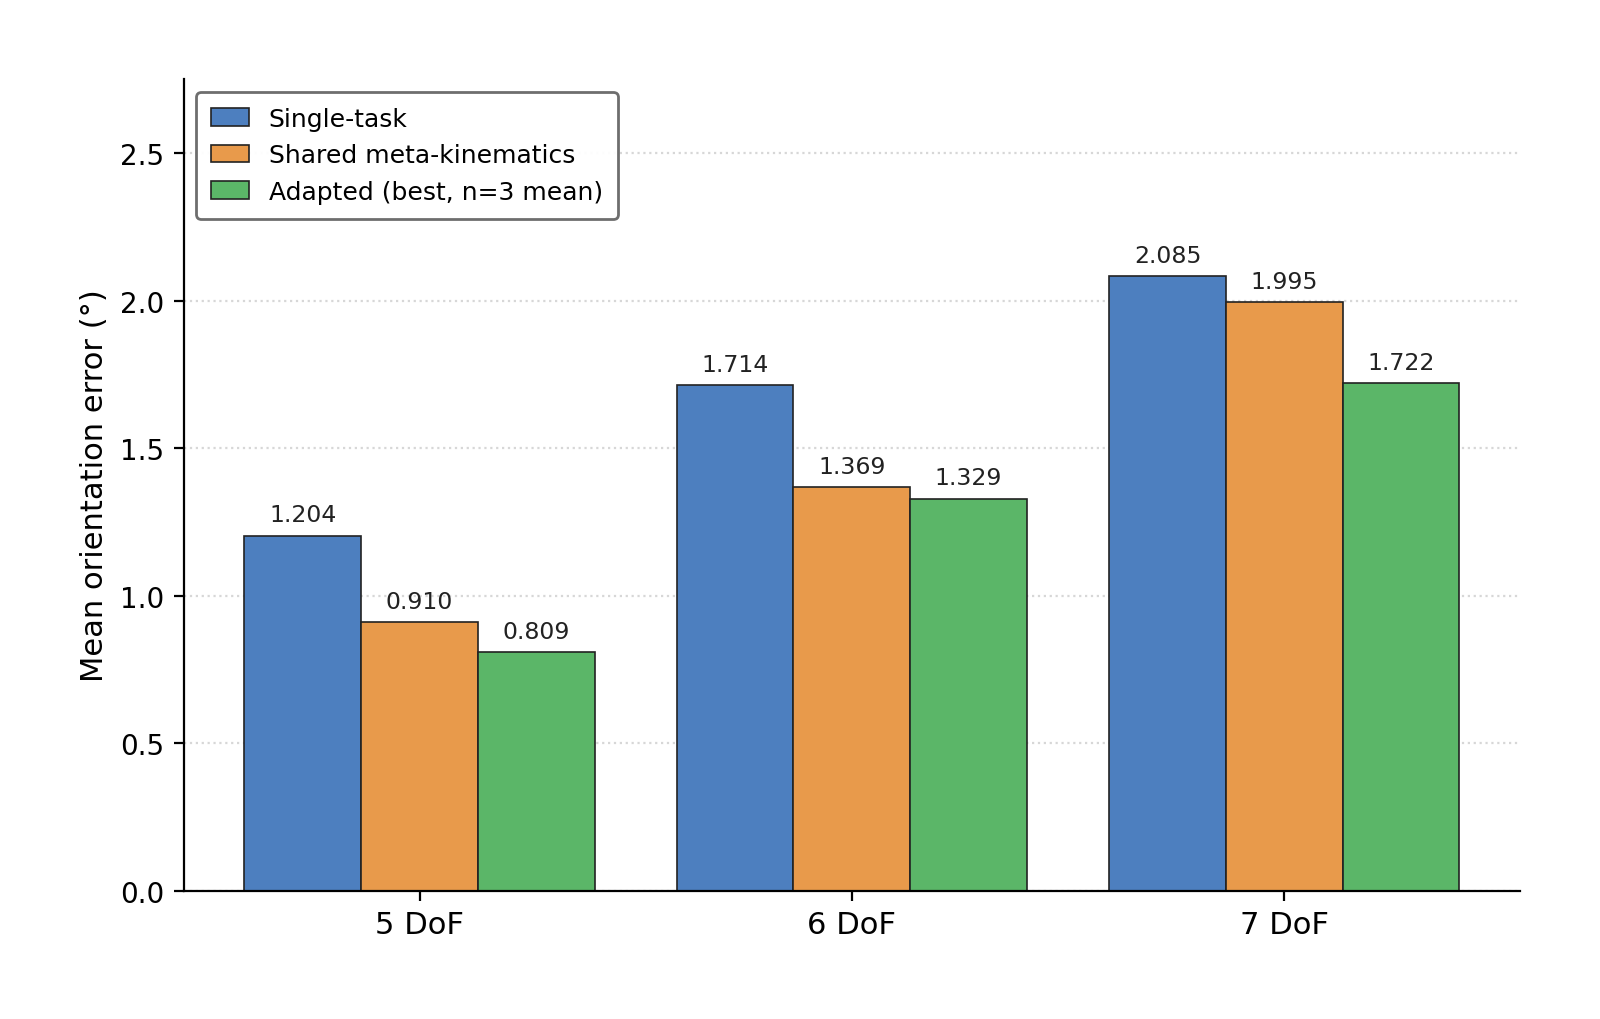 Single-task
Shared meta-kinematics
Adapted (best, n=3 mean)
Mean orientation error (°)
2.5
2.0
1.5
1.0
0.5
0.0
1.204
0.910
0.809
1.714
1.369
1.329
2.085
1.995
1.722
5 DoF
6 DoF
7 DoF